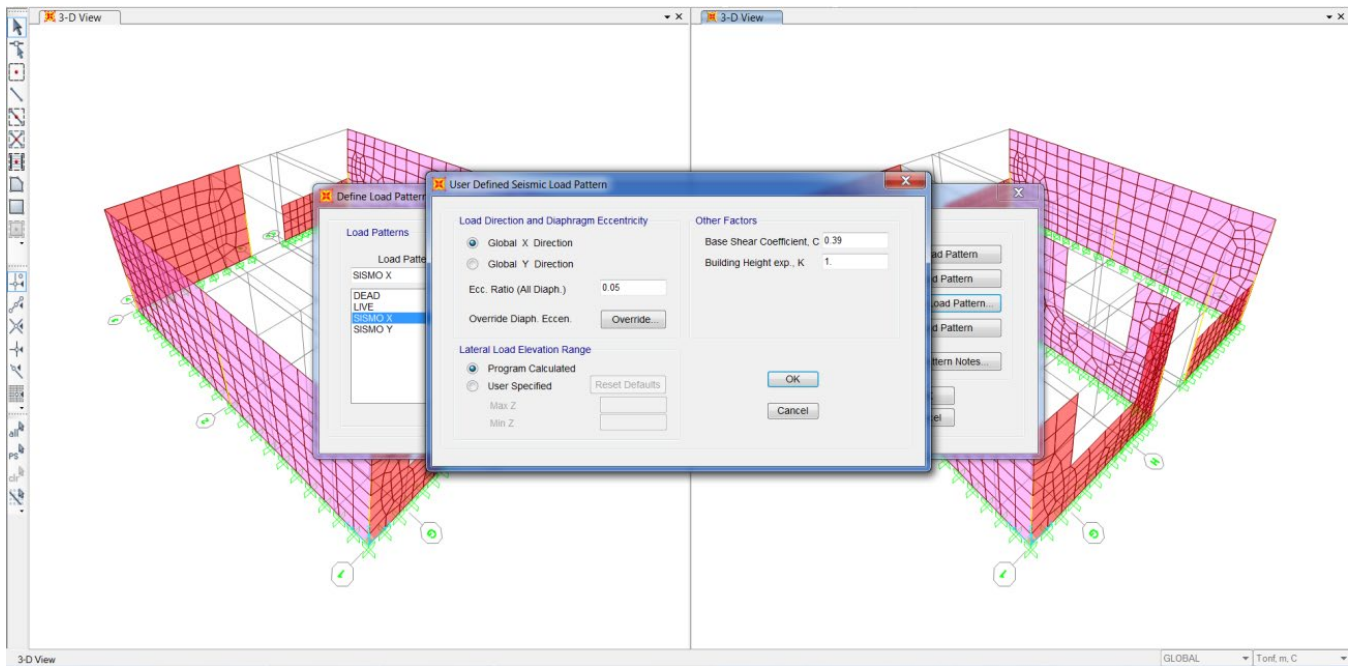 3-D View
3-D View
Define Load Pattern
Load Patterns
Load Patte
SISMO X
DEAD
LIVE
SISMO X
SISMO Y
User Defined Seismic Load Pattern
Load Direction and Diaphragm Eccentricity
Global X Direction
Global Y Direction
Ecc. Ratio (All Diaph.) 0.05
Override Diaph. Eccen. Override...
Lateral Load Elevation Range
Program Calculated
User Specified Reset Defaults
Max Z
Min Z
Other Factors
Base Shear Coefficient, C 0.39
Building Height exp., K 1.
OK
Cancel
ad Pattern
d Pattern
Load Pattern...
d Pattern
ttern Notes...
el
all
PS
clr
3-D View
GLOBAL
Tonf, m, C